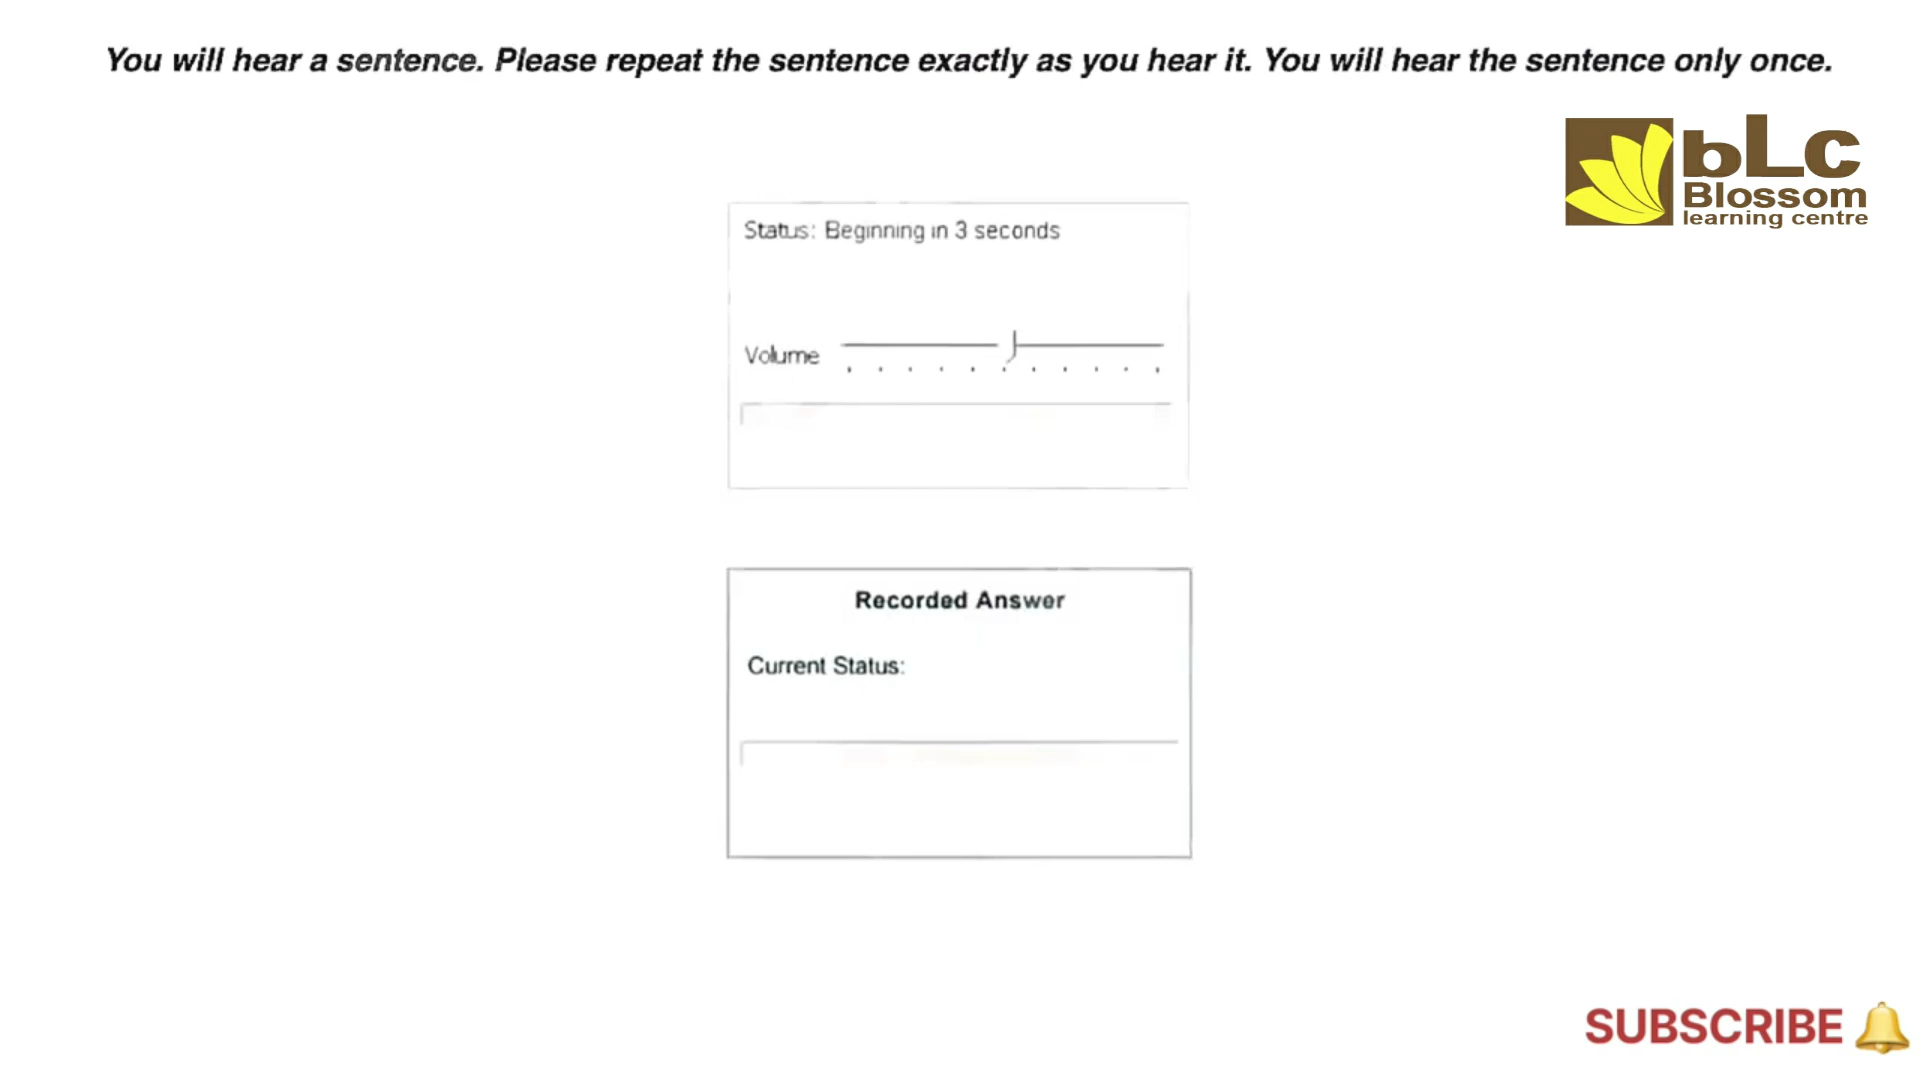 You will hear a sentence. Please repeat the sentence exactly as you hear it. You will hear the sentence only once.
bLc
Blossom
learning centre
Status: Beginning in 3 seconds
Volume
Recorded Answer
Current Status:
SUBSCRIBE